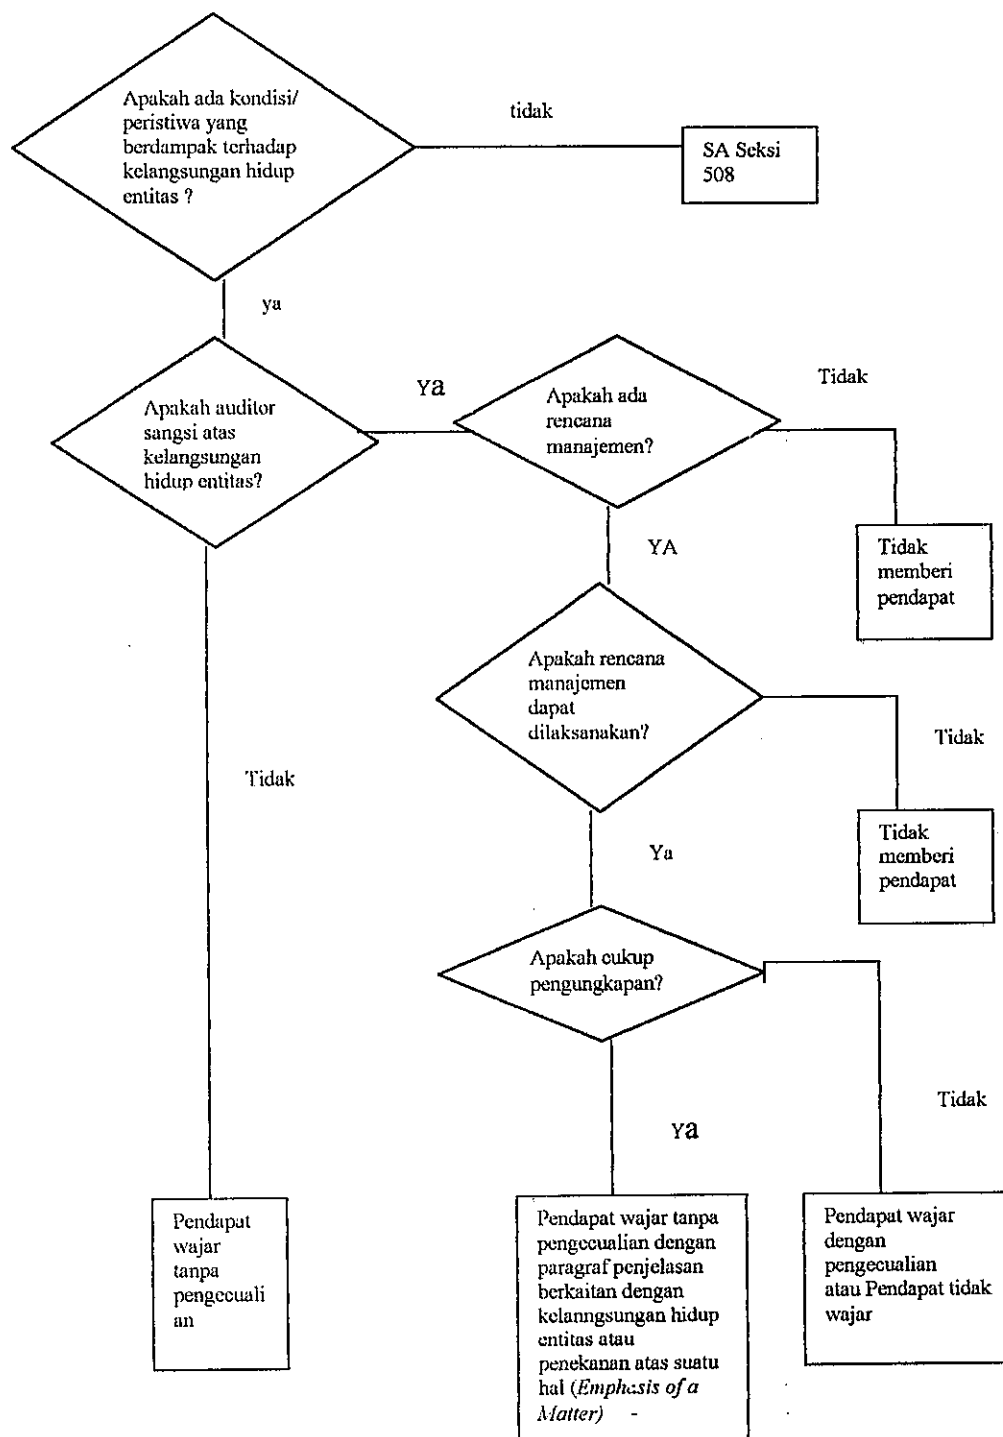 Apakah ada kondisi/
peristiwa yang
berdampak terhadap
kelangsungan hidup
entitas ?
tidak
SA Seksi
508
ya
Apakah auditor
sangsi atas
kelangsungan
hidup entitas?
Ya
Apakah ada
rencana
manajemen?
Tidak
Tidak
memberi
pendapat
YA
Apakah rencana
manajemen
dapat
dilaksanakan?
Tidak
Tidak
memberi
pendapat
Tidak
Ya
Apakah cukup
pengungkapan?
Tidak
Ya
Pendapat
wajar
tanpa
pengecuali
an
Pendapat wajar tanpa
pengecualian dengan
paragraf penjelasan
berkaitan dengan
kelanngsungan hidup
entitas atau
penekanan atas suatu
hal (Emphasis of a
Matter) -
Pendapat wajar
dengan
pengecualian
atau Pendapat tidak
wajar